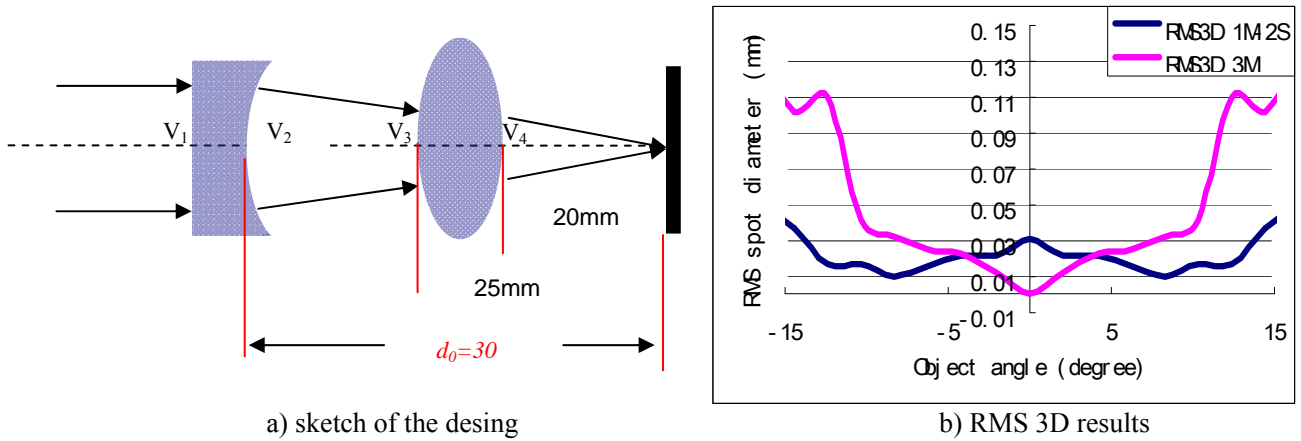 V1
V2
V3
V4
20mm
25mm
d0=30
a) sketch of the desing
RMS3D 1M-2S
RMS3D 3M
0.15
0.13
0.11
0.09
0.07
0.05
0.03
0.01
-0.01
-15
-5
5
15
RMS spot diameter (mm)
Object angle (degree)
b) RMS 3D results